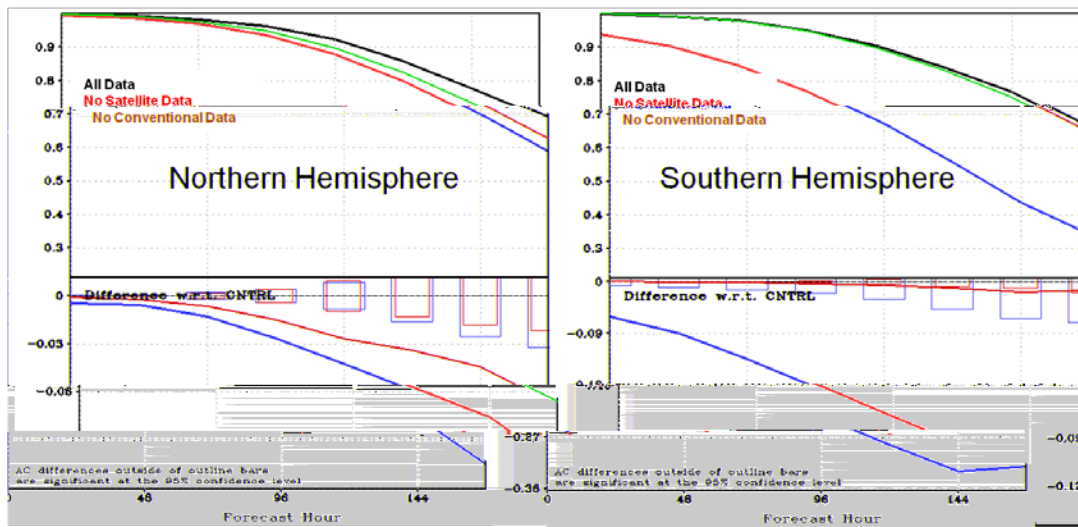 0.9
0.8
All Data
No Satellite Data
0.7
No Conventional Data
Northern Hemisphere
0.5
0.4
0.3
0
Difference w.r.t. CNTRL
-0.03
-0.06
AC differences outside of outline bars
are significant at the 95% confidence level
0
48
96
144
Forecast Hour
0.9
0.8
All Data
No Satellite Data
0.7
No Conventional Data
Southern Hemisphere
0.5
0.4
0.3
0
Difference w.r.t. CNTRL
-0.09
-0.27
-0.36
AC differences outside of outline bars
are significant at the 95% confidence level
0
48
96
144
Forecast Hour
-0.09
-0.12